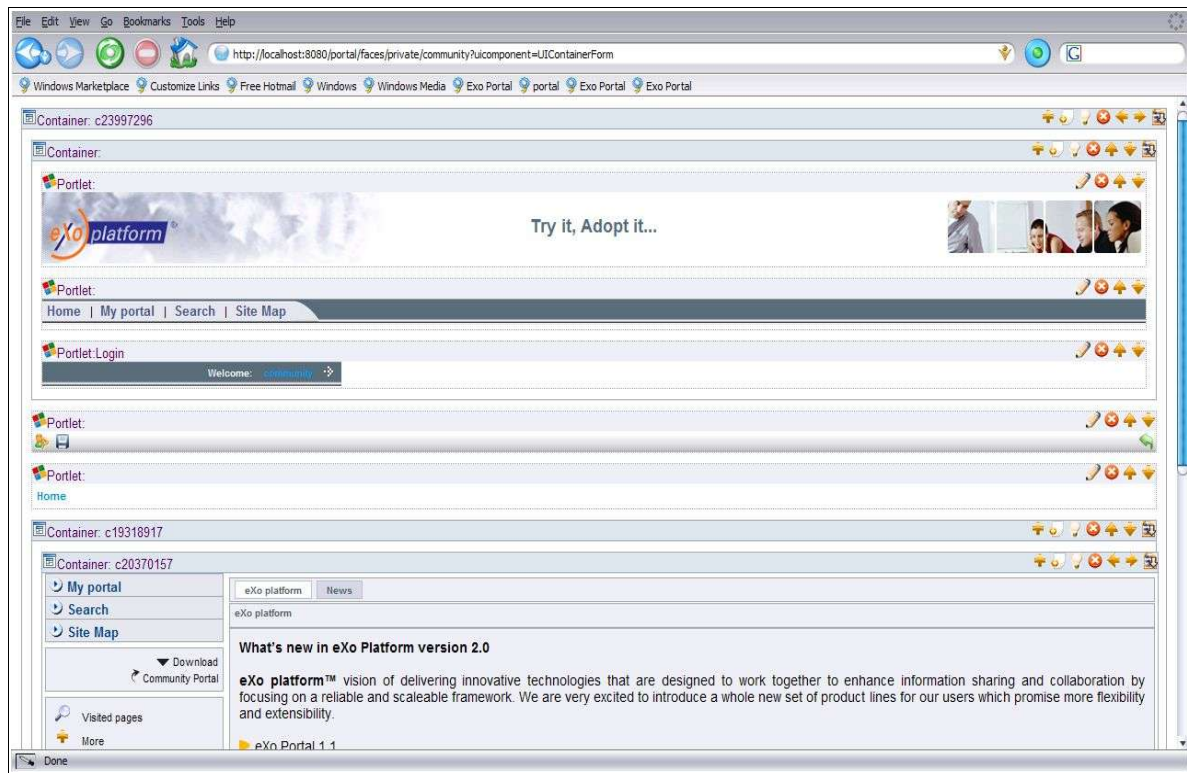 File Edit View Go Bookmarks Tools Help
http://localhost:8080/portal/faces/private/community?uicomponent=UIContainerForm
G
Windows Marketplace Customize Links Free Hotmail Windows Windows Media Exo Portal portal Exo Portal Exo Portal
Container: c23997296
Container:
Portlet:
eXo platform ® Try it, Adopt it...
Portlet:
Home | My portal | Search | Site Map
Portlet:Login
Welcome: community
Portlet:
Portlet:
Home
Container: c19318917
Container: c20370157
My portal
Search
Site Map
Download
Community Portal
Visited pages
More
eXo platform News
eXo platform
What's new in eXo Platform version 2.0
eXo platform™ vision of delivering innovative technologies that are designed to work together to enhance information sharing and collaboration by
focusing on a reliable and scaleable framework. We are very excited to introduce a whole new set of product lines for our users which promise more flexibility
and extensibility.
eXo Portal 1.1
Done